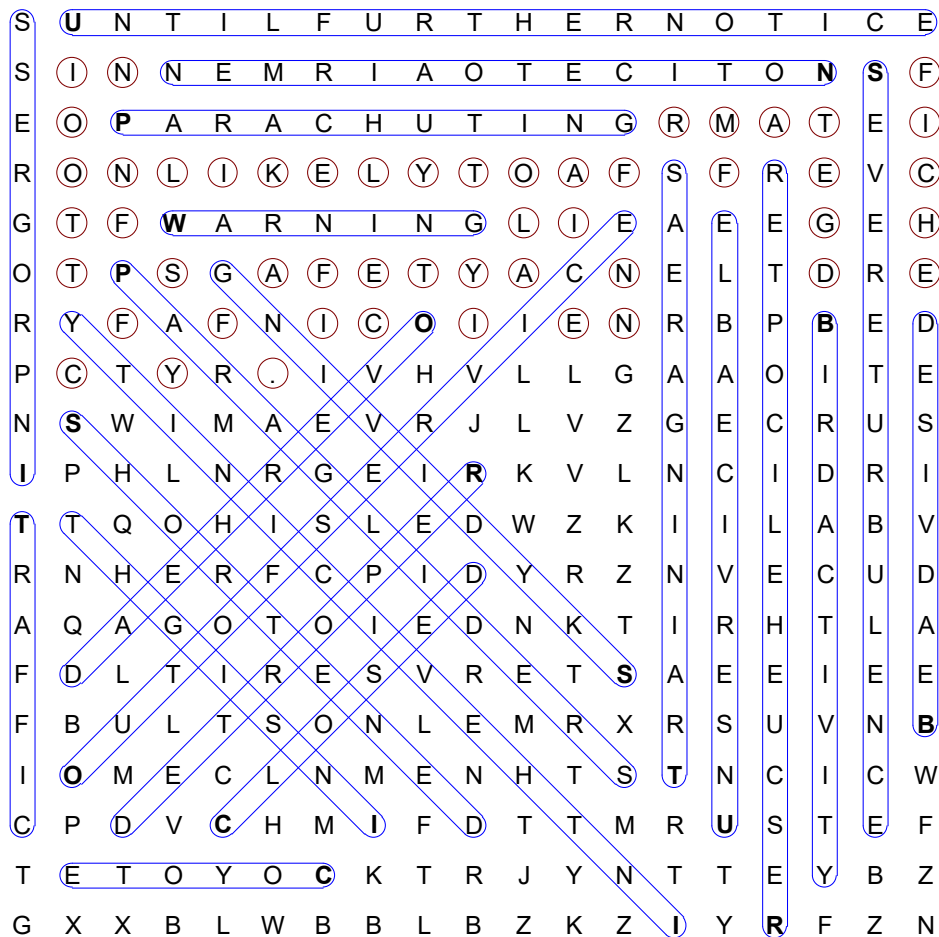 S U N T I L F U R T H E R N O T I C E
S I N N E M R I A O T E C I T O N S F
E O P A R A C H U T I N G R M A T E I
R O N L I K E L Y T O A F S F R E V C
G T F W A R N I N G L I E A E E G E H
O T P S G A F E T Y A C N E L T D R E
R Y F A F N I C O I I E N R B P B E D
P C T Y R . I V H V L L G A A O I T E
N S W I M A E V R J L V Z G E C R U S
I P H L N R G E I R K V L N C I D R I
T T Q O H I S L E D W Z K I I L A B V
R N H E R F C P I D Y R Z N V E C U D
A Q A G O T O I E D N K T I R H T L A
F D L T I R E S V R E T S A E E I E E
F B U L T S O N L E M R X R S U V N B
I O M E C L N M E N H T S T N C I C W
C P D V C H M I F D T T M R U S T E F
T E T O Y O C K T R J Y N T T E Y B Z
G X X B L W B B L B Z K Z I Y R F Z N